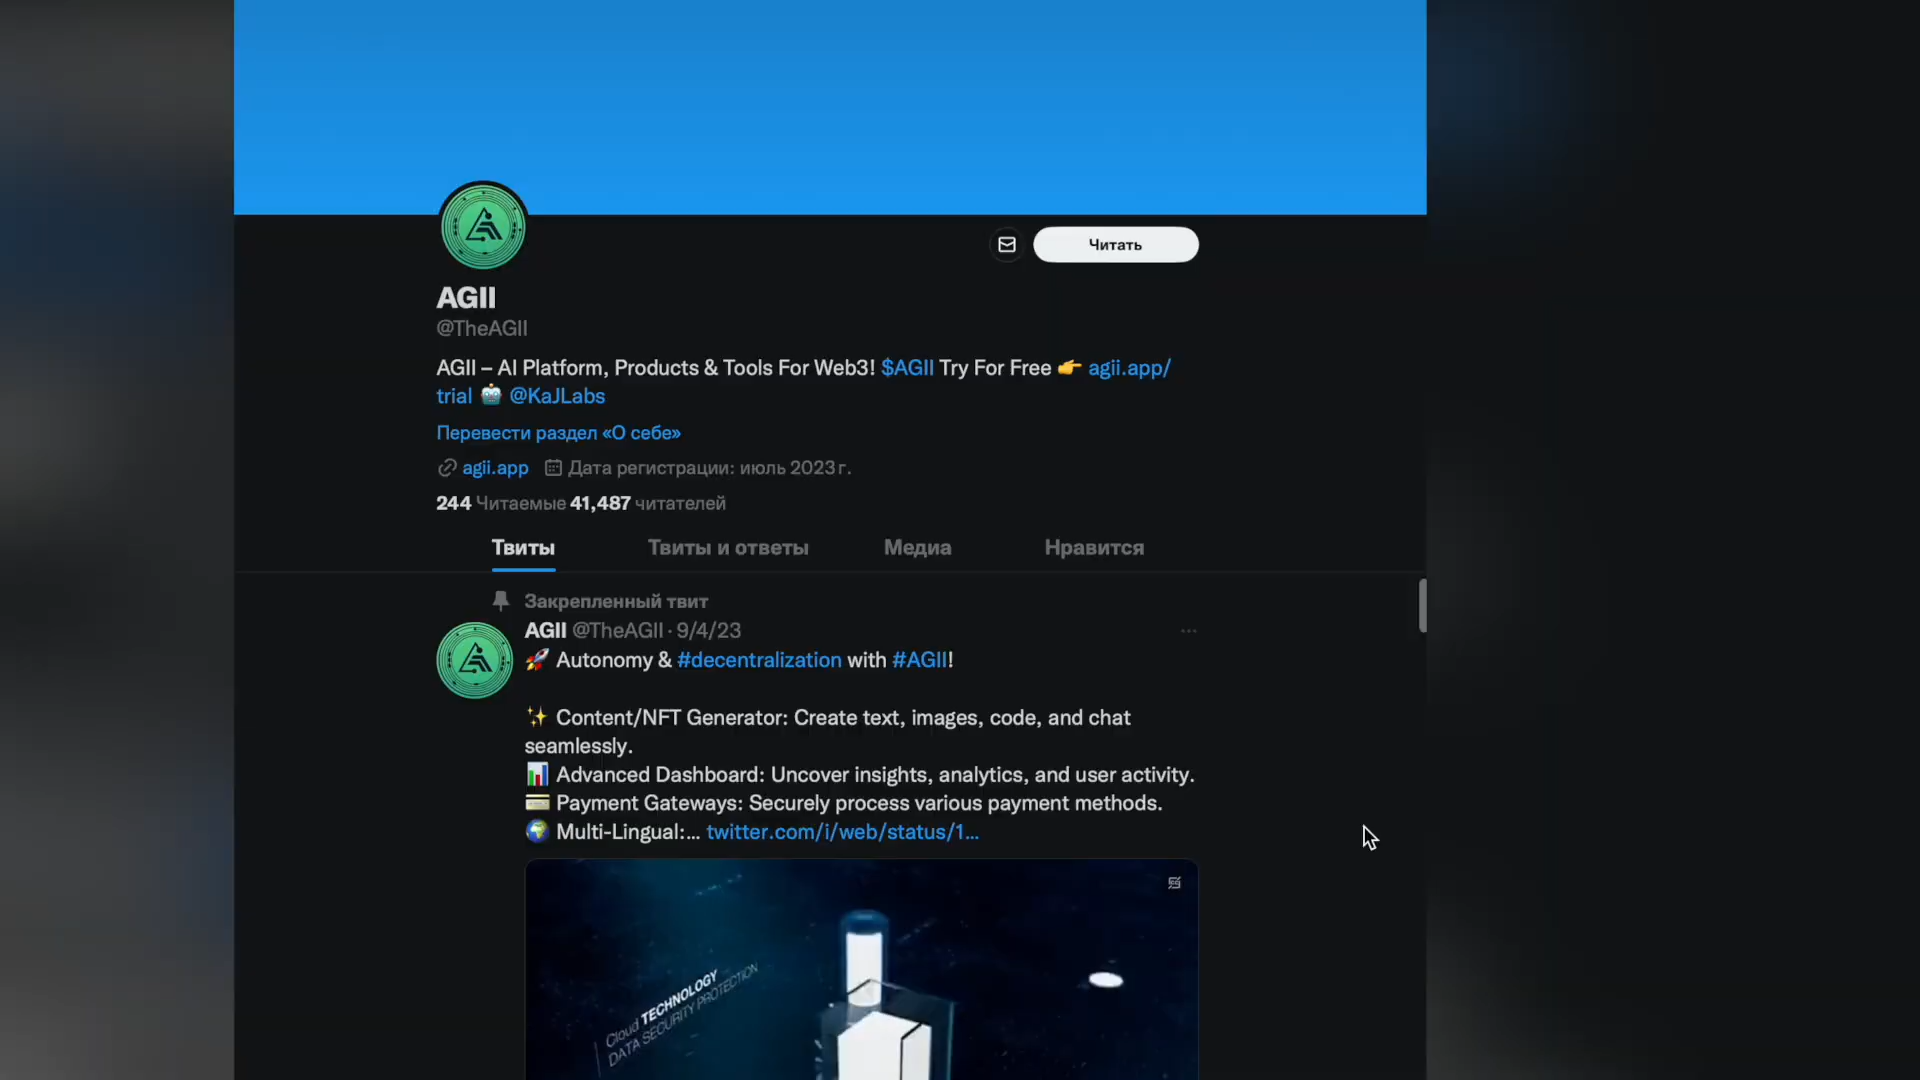 Читать
AGII
@TheAGII
AGII – AI Platform, Products & Tools For Web3! $AGII Try For Free 👉 agii.app/
trial 🤖 @KaJLabs
Перевести раздел «О себе»
agii.app Дата регистрации: июль 2023 г.
244 Читаемые 41,487 читателей
Твиты Твиты и ответы Медиа Нравится
Закрепленный твит
AGII @TheAGII · 9/4/23
🚀 Autonomy & #decentralization with #AGII!
✨ Content/NFT Generator: Create text, images, code, and chat
seamlessly.
📊 Advanced Dashboard: Uncover insights, analytics, and user activity.
💳 Payment Gateways: Securely process various payment methods.
🌍 Multi-Lingual:... twitter.com/i/web/status/1...
Cloud TECHNOLOGY
DATA SECURITY PROTECTION